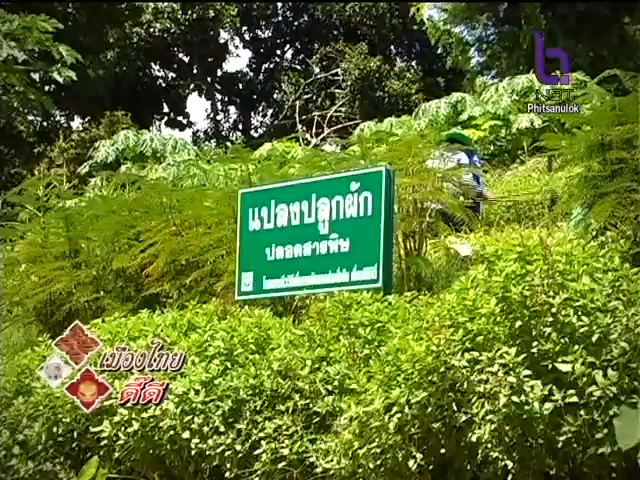 NBT
Phitsanulok
แปลงปลูกผัก
ปลอดสารพิษ
เมืองไทย
ดี๊ดี